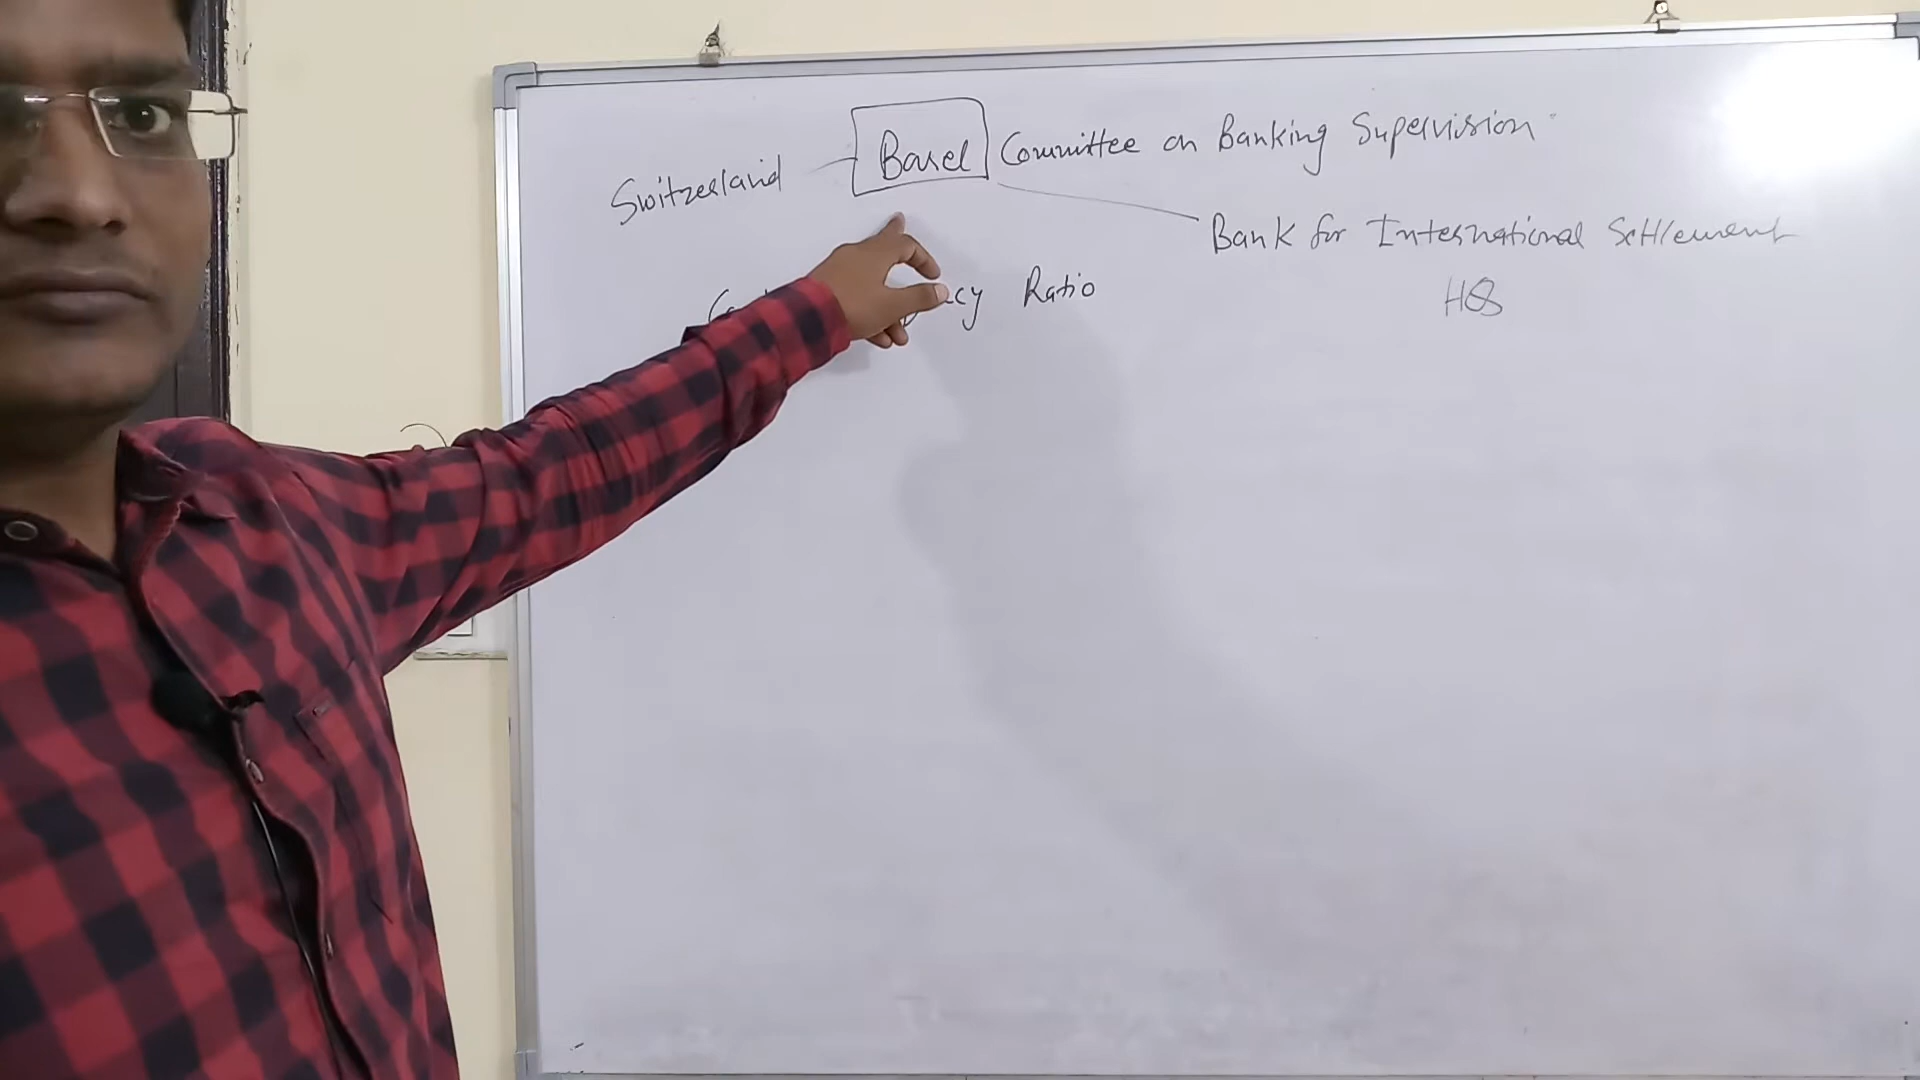 Switzerland Basel Committee on Banking Supervision
Bank for International Settlement
Ratio
HQ